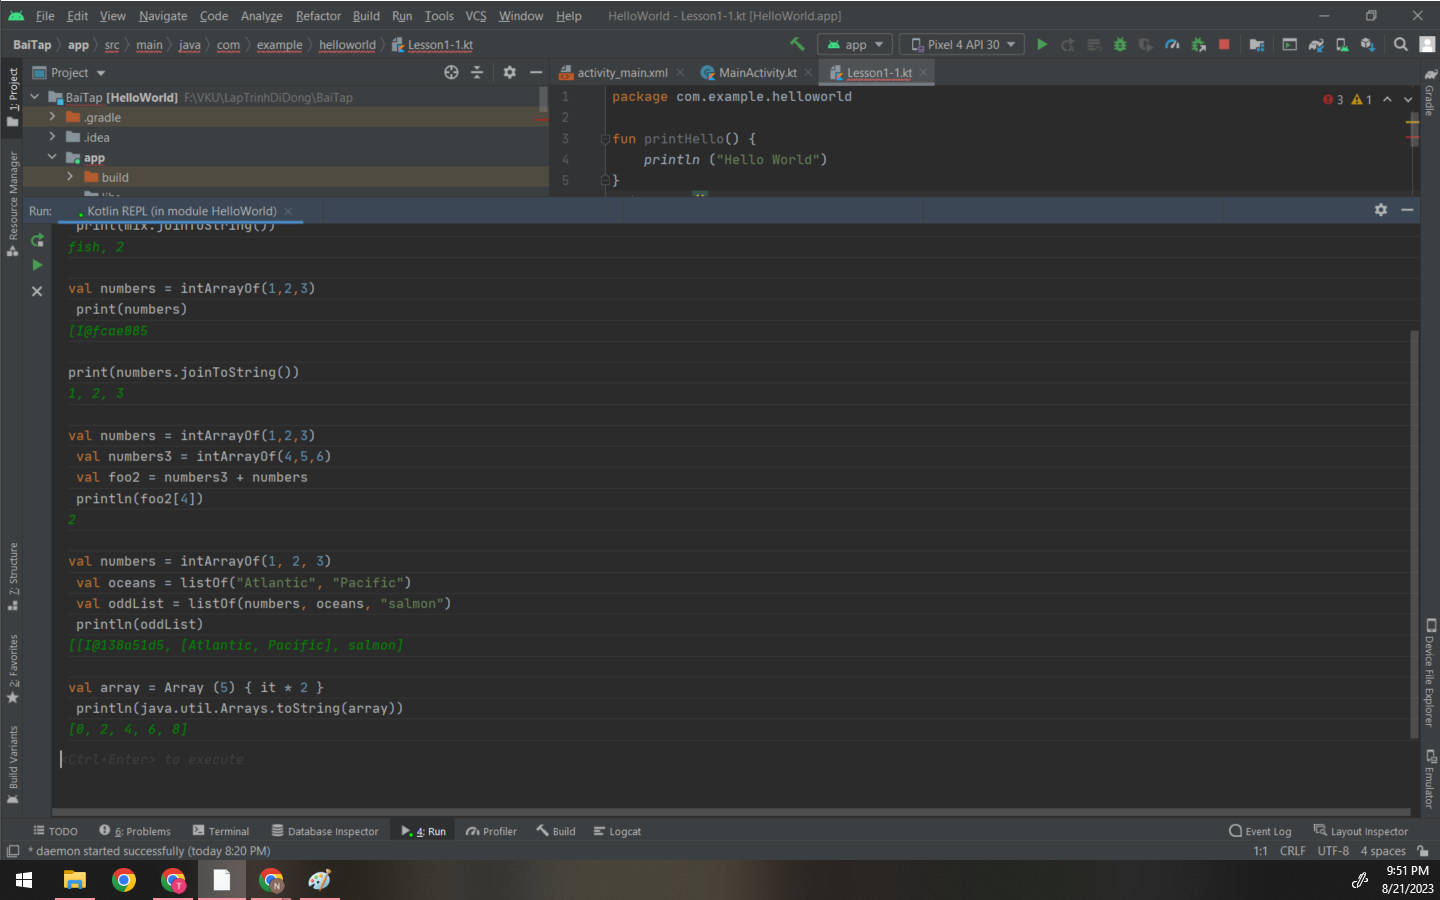 File Edit View Navigate Code Analyze Refactor Build Run Tools VCS Window Help HelloWorld - Lesson1-1.kt [HelloWorld.app]
BaiTap app src main java com example helloworld Lesson1-1.kt app Pixel 4 API 30
1: Project
Resource Manager
Z: Structure
2: Favorites
Build Variants
Project
BaiTap [HelloWorld] F:\VKU\LapTrinhDiDong\BaiTap
.gradle
.idea
app
build
activity_main.xml MainActivity.kt Lesson1-1.kt
3 1
1 package com.example.helloworld
2
3 fun printHello() {
4 println ("Hello World")
5 }
Run: Kotlin REPL (in module HelloWorld)
print(mix.joinToString())
fish, 2
val numbers = intArrayOf(1,2,3)
print(numbers)
[I@fcae085
print(numbers.joinToString())
1, 2, 3
val numbers = intArrayOf(1,2,3)
val numbers3 = intArrayOf(4,5,6)
val foo2 = numbers3 + numbers
println(foo2[4])
2
val numbers = intArrayOf(1, 2, 3)
val oceans = listOf("Atlantic", "Pacific")
val oddList = listOf(numbers, oceans, "salmon")
println(oddList)
[[I@138a51d5, [Atlantic, Pacific], salmon]
val array = Array (5) { it * 2 }
println(java.util.Arrays.toString(array))
[0, 2, 4, 6, 8]
<Ctrl+Enter> to execute
Gradle
Device File Explorer
Emulator
TODO 6: Problems Terminal Database Inspector 4: Run Profiler Build Logcat Event Log Layout Inspector
* daemon started successfully (today 8:20 PM) 1:1 CRLF UTF-8 4 spaces
T N
9:51 PM
8/21/2023